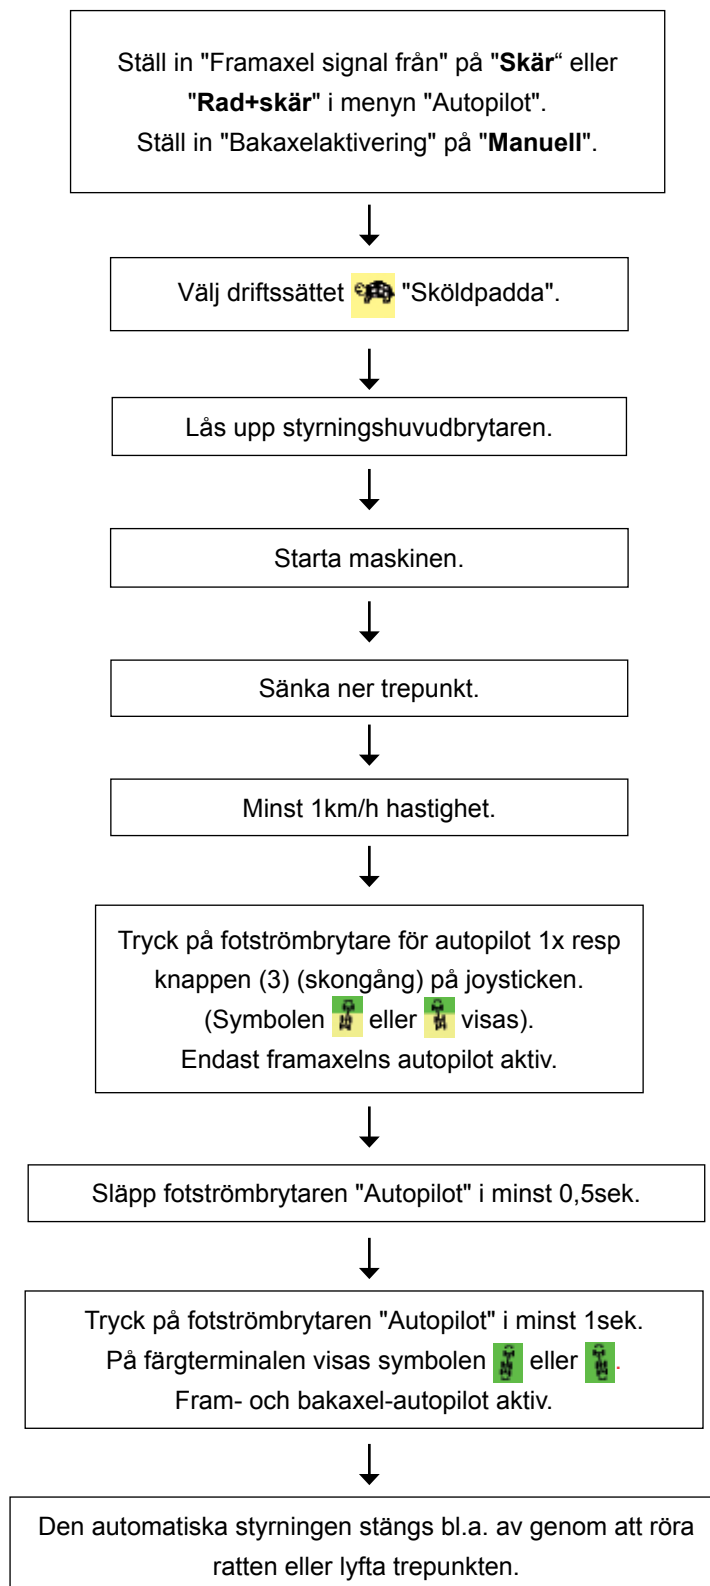 Ställ in "Framaxel signal från" på "Skär“ eller
"Rad+skär" i menyn "Autopilot".
Ställ in "Bakaxelaktivering" på "Manuell".
Välj driftssättet "Sköldpadda".
Lås upp styrningshuvudbrytaren.
Starta maskinen.
Sänka ner trepunkt.
Minst 1km/h hastighet.
Tryck på fotströmbrytare för autopilot 1x resp
knappen (3) (skongång) på joysticken.
(Symbolen eller visas).
Endast framaxelns autopilot aktiv.
Släpp fotströmbrytaren "Autopilot" i minst 0,5sek.
Tryck på fotströmbrytaren "Autopilot" i minst 1sek.
På färgterminalen visas symbolen eller .
Fram- och bakaxel-autopilot aktiv.
Den automatiska styrningen stängs bl.a. av genom att röra
ratten eller lyfta trepunkten.